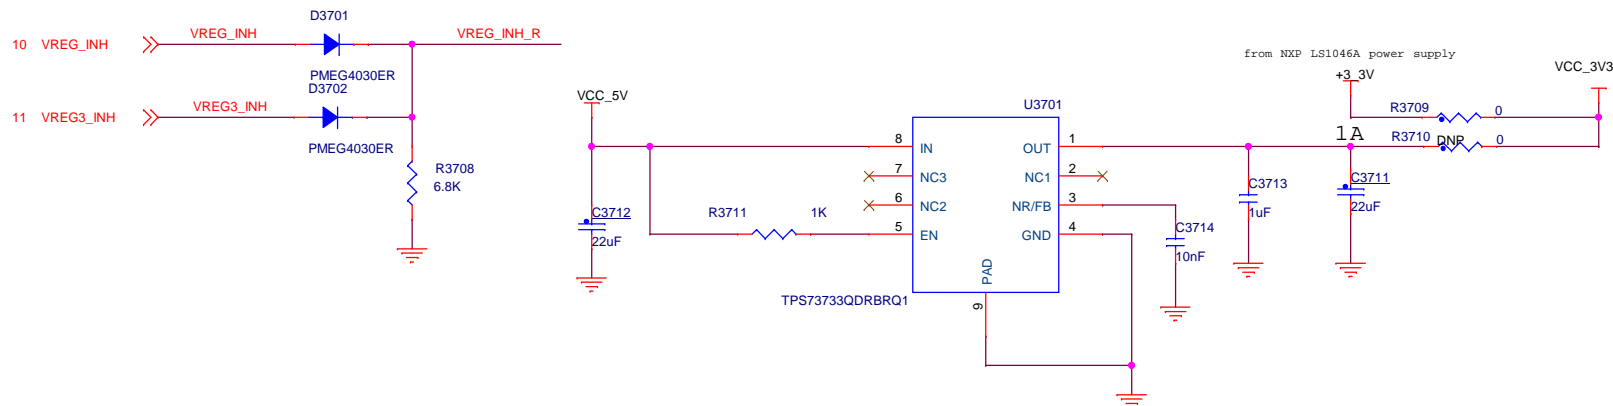 D3701
10 VREG_INH
VREG_INH
VREG_INH_R
PMEG4030ER
D3702
11 VREG3_INH
VREG3_INH
PMEG4030ER
R3708
6.8K
VCC_5V
C3712
22uF
R3711
1K
U3701
8 IN
7 NC3
6 NC2
5 EN
OUT 1
NC1 2
NR/FB 3
GND 4
PAD
9
TPS73733QDRBRQ1
C3714
10nF
C3713
1uF
C3711
22uF
from NXP LS1046A power supply
+3_3V
VCC_3V3
R3709 0
1A
R3710 DNP 0